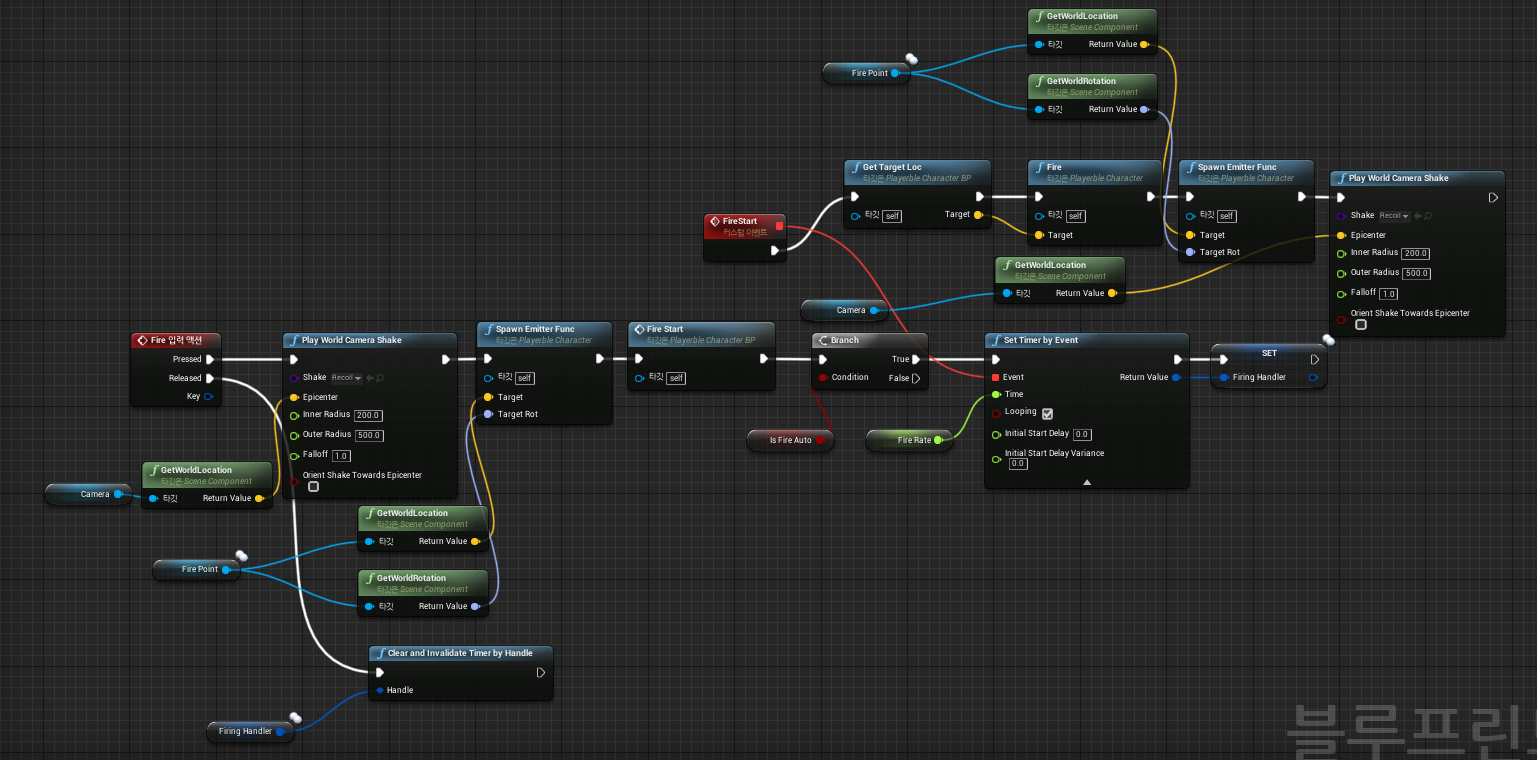 GetWorldLocation
타깃은 Scene Component
타깃 Return Value
Fire Point
GetWorldRotation
타깃은 Scene Component
타깃 Return Value
Get Target Loc
타깃은 Playerble Character BP
타깃 self Target
Fire
타깃은 Playerble Character
타깃 self
Target
Spawn Emitter Func
타깃은 Playerble Character
타깃 self
Target
Target Rot
Play World Camera Shake
Shake Recoil
Epicenter
Inner Radius 200.0
Outer Radius 500.0
Falloff 1.0
Orient Shake Towards Epicenter
FireStart
커스텀 이벤트
GetWorldLocation
타깃은 Scene Component
타깃 Return Value
Camera
Fire 입력 액션
Pressed
Released
Key
Play World Camera Shake
Shake Recoil
Epicenter
Inner Radius 200.0
Outer Radius 500.0
Falloff 1.0
Orient Shake Towards Epicenter
Spawn Emitter Func
타깃은 Playerble Character
타깃 self
Target
Target Rot
Fire Start
타깃은 Playerble Character BP
타깃 self
Branch
True
Condition False
Is Fire Auto
Fire Rate
Set Timer by Event
Event Return Value
Time
Looping
Initial Start Delay 0.0
Initial Start Delay Variance
0.0
SET
Firing Handler
GetWorldLocation
타깃은 Scene Component
타깃 Return Value
Camera
GetWorldLocation
타깃은 Scene Component
타깃 Return Value
Fire Point
GetWorldRotation
타깃은 Scene Component
타깃 Return Value
Clear and Invalidate Timer by Handle
Handle
Firing Handler
블루프린